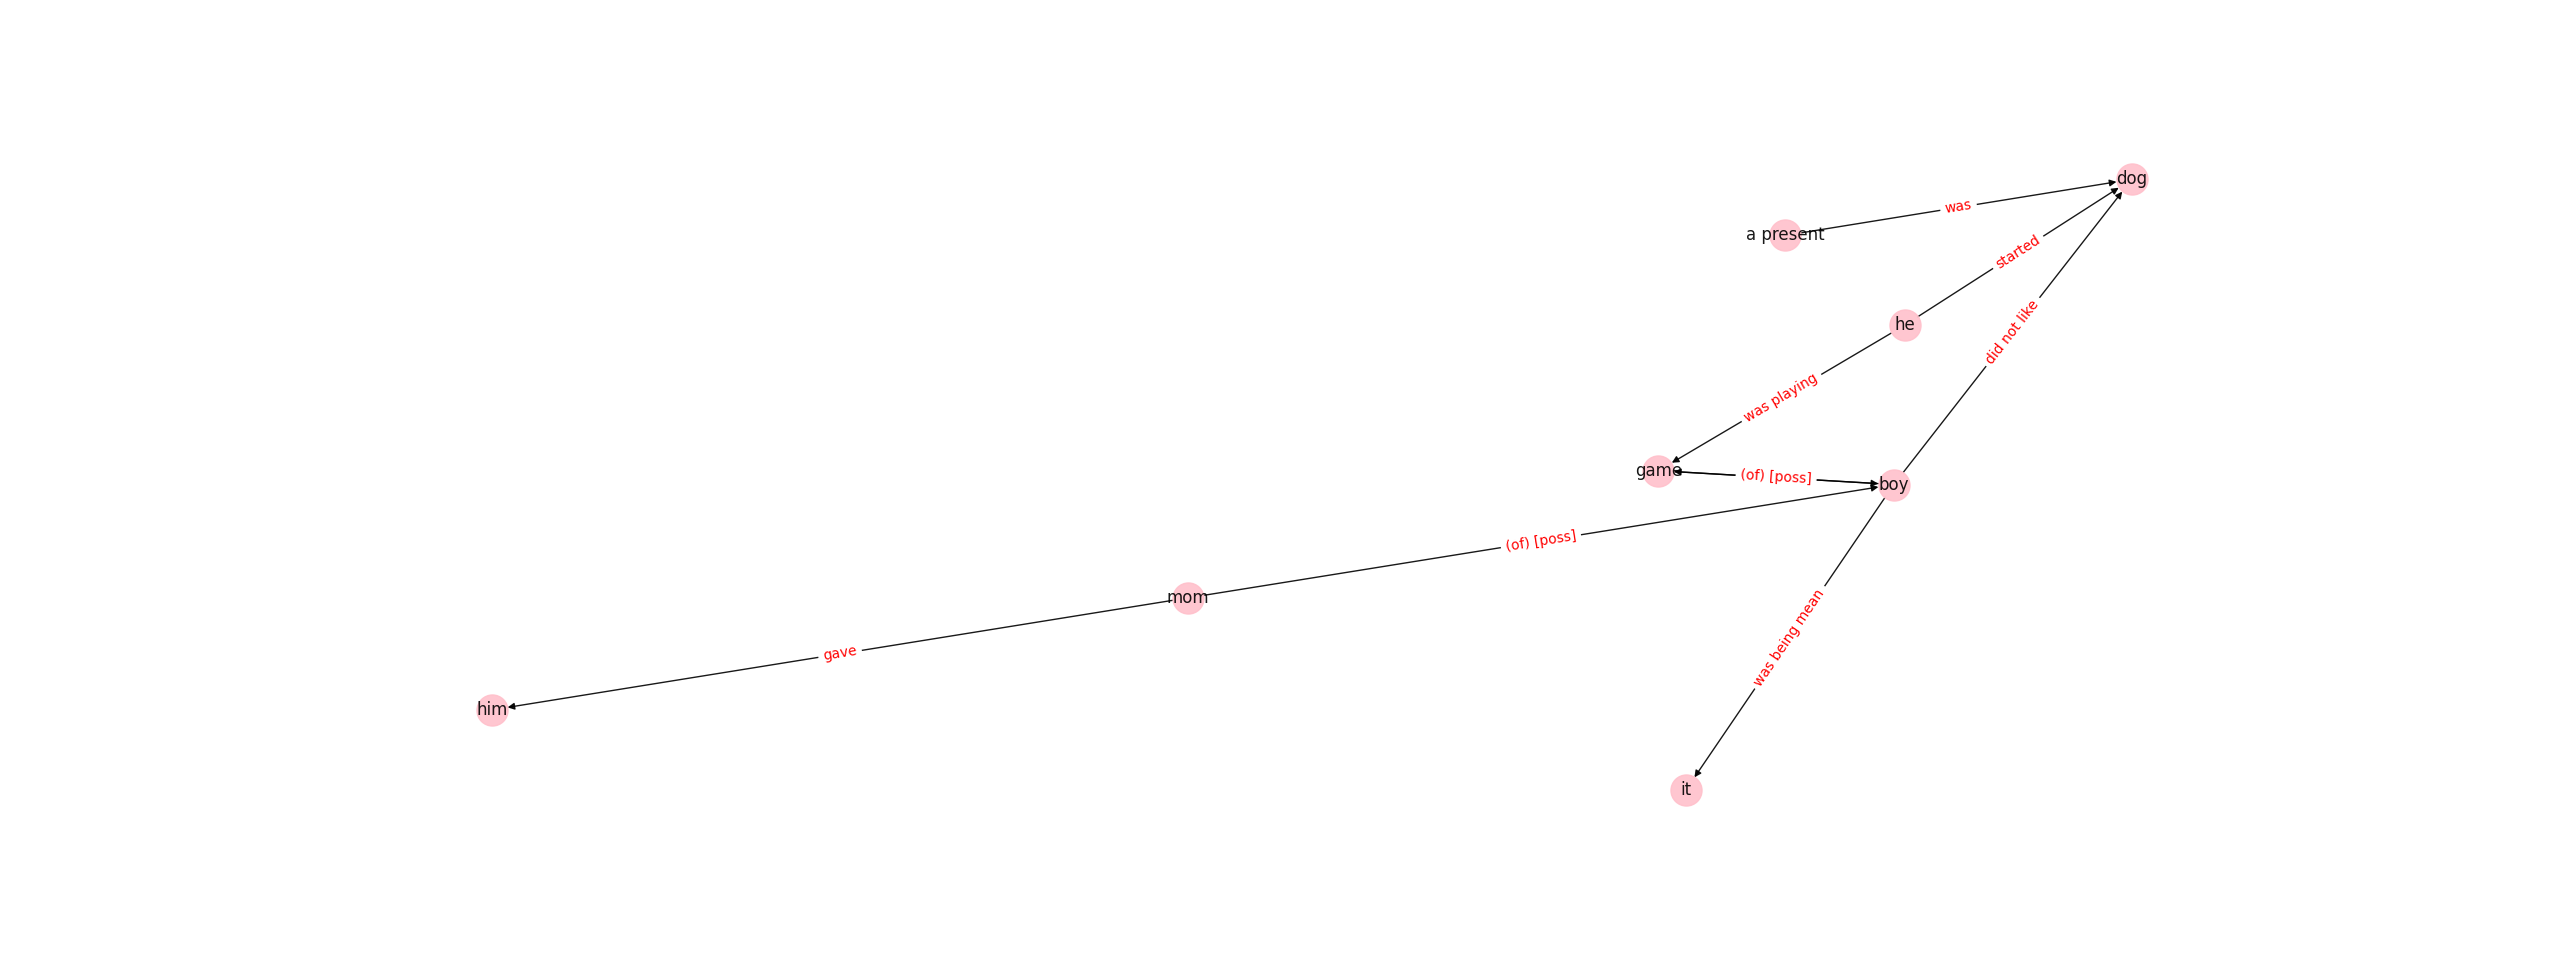 dog
was
a present
started
he
did not like
was playing
game
(of) [poss]
boy
(of) [poss]
mom
was being mean
gave
him
it